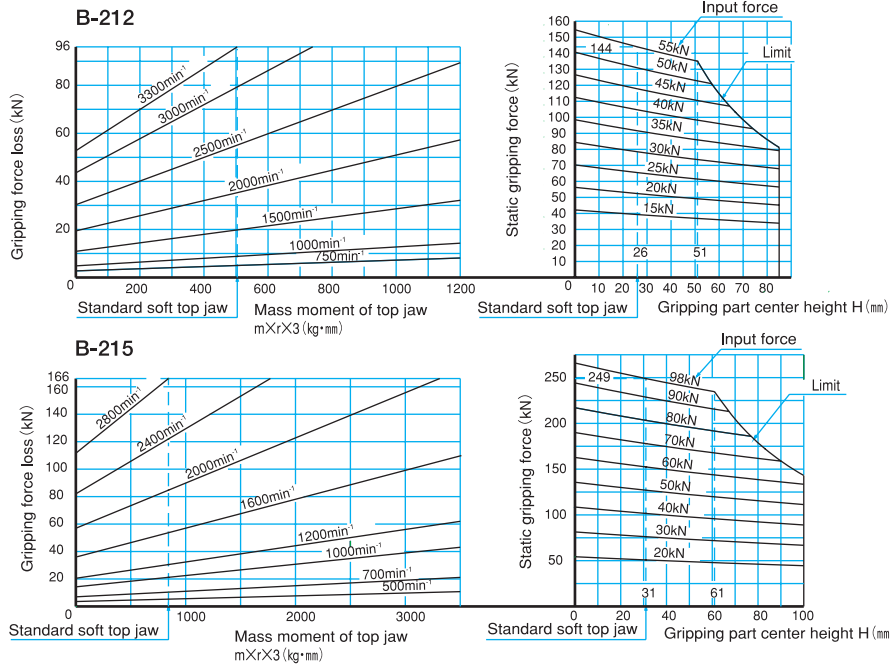 B-212
Gripping force loss (kN)
96
80
60
40
20
3300min⁻¹
3000min⁻¹
2500min⁻¹
2000min⁻¹
1500min⁻¹
1000min⁻¹
750min⁻¹
0 200 400 600 800 1000 1200
Standard soft top jaw
Mass moment of top jaw
m×r×3(kg・mm)
Static gripping force (kN)
160
150
140
130
120
110
100
90
80
70
60
50
40
30
20
10
Input force
Limit
144
55kN
50kN
45kN
40kN
35kN
30kN
25kN
20kN
15kN
26 51
0 10 20 30 40 50 60 70 80
Standard soft top jaw
Gripping part center height H (mm)
B-215
Gripping force loss (kN)
166
160
140
120
100
80
60
40
20
2800min⁻¹
2400min⁻¹
2000min⁻¹
1600min⁻¹
1200min⁻¹
1000min⁻¹
700min⁻¹
500min⁻¹
0 1000 2000 3000
Standard soft top jaw
Mass moment of top jaw
m×r×3(kg・mm)
Static gripping force (kN)
250
200
150
100
50
Input force
Limit
249
98kN
90kN
80kN
70kN
60kN
50kN
40kN
30kN
20kN
31 61
0 20 40 60 80 100
Standard soft top jaw
Gripping part center height H (mm